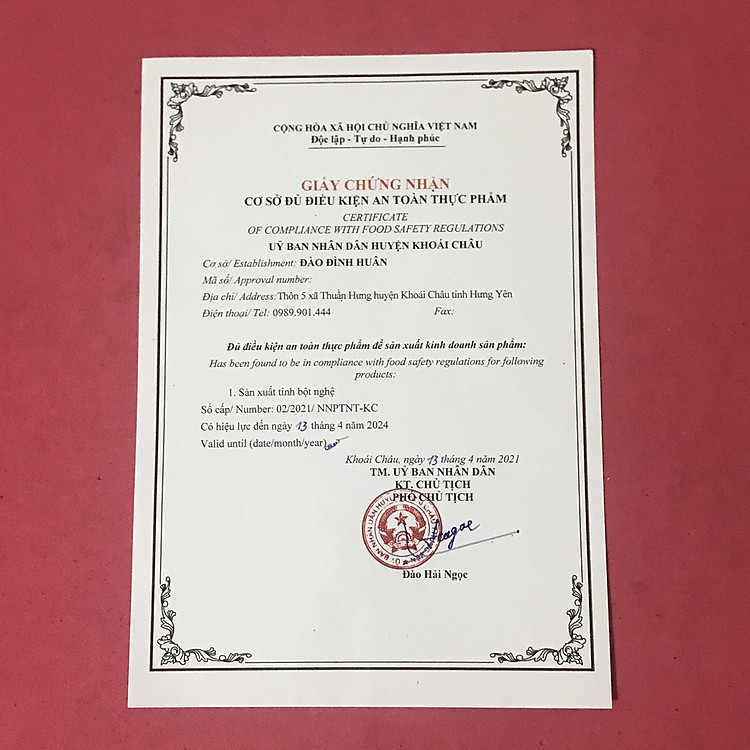 CỘNG HÒA XÃ HỘI CHỦ NGHĨA VIỆT NAM
Độc lập - Tự do - Hạnh phúc
GIẤY CHỨNG NHẬN
CƠ SỞ ĐỦ ĐIỀU KIỆN AN TOÀN THỰC PHẨM
CERTIFICATE
OF COMPLIANCE WITH FOOD SAFETY REGULATIONS
UỶ BAN NHÂN DÂN HUYỆN KHOÁI CHÂU
Cơ sở/ Establishment: ĐÀO ĐÌNH HUÂN
Mã số/ Approval number:
Địa chỉ/ Address: Thôn 5 xã Thuần Hưng huyện Khoái Châu tỉnh Hưng Yên
Điện thoại/ Tel: 0989.901.444 Fax:
Đủ điều kiện an toàn thực phẩm để sản xuất kinh doanh sản phẩm:
Has been found to be in compliance with food safety regulations for following
products:
1. Sản xuất tinh bột nghệ
Số cấp/ Number: 02/2021/ NNPTNT-KC
Có hiệu lực đến ngày 13 tháng 4 năm 2024
Valid until (date/month/year)
Khoái Châu, ngày 13 tháng 4 năm 2021
TM. UỶ BAN NHÂN DÂN
KT. CHỦ TỊCH
PHÓ CHỦ TỊCH
Đào Hải Ngọc